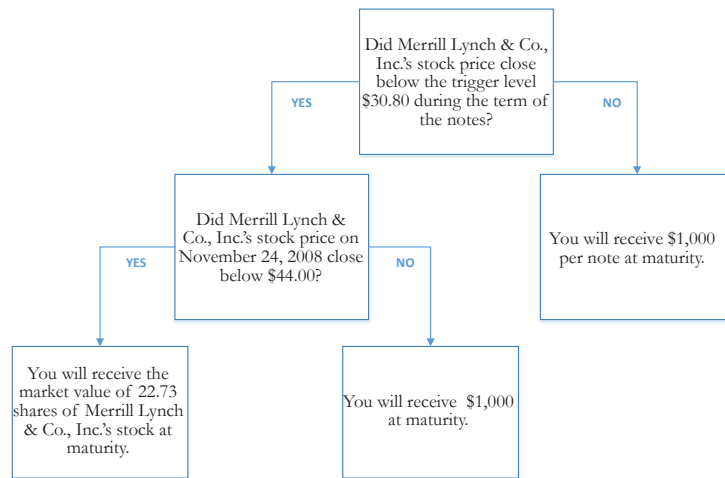 Did Merrill Lynch & Co.,
Inc.'s stock price close
below the trigger level
$30.80 during the term of
the notes?
YES
NO
Did Merrill Lynch &
Co., Inc.'s stock price on
November 24, 2008 close
below $44.00?
You will receive $1,000
per note at maturity.
YES
NO
You will receive the
market value of 22.73
shares of Merrill Lynch
& Co., Inc.'s stock at
maturity.
You will receive $1,000
at maturity.